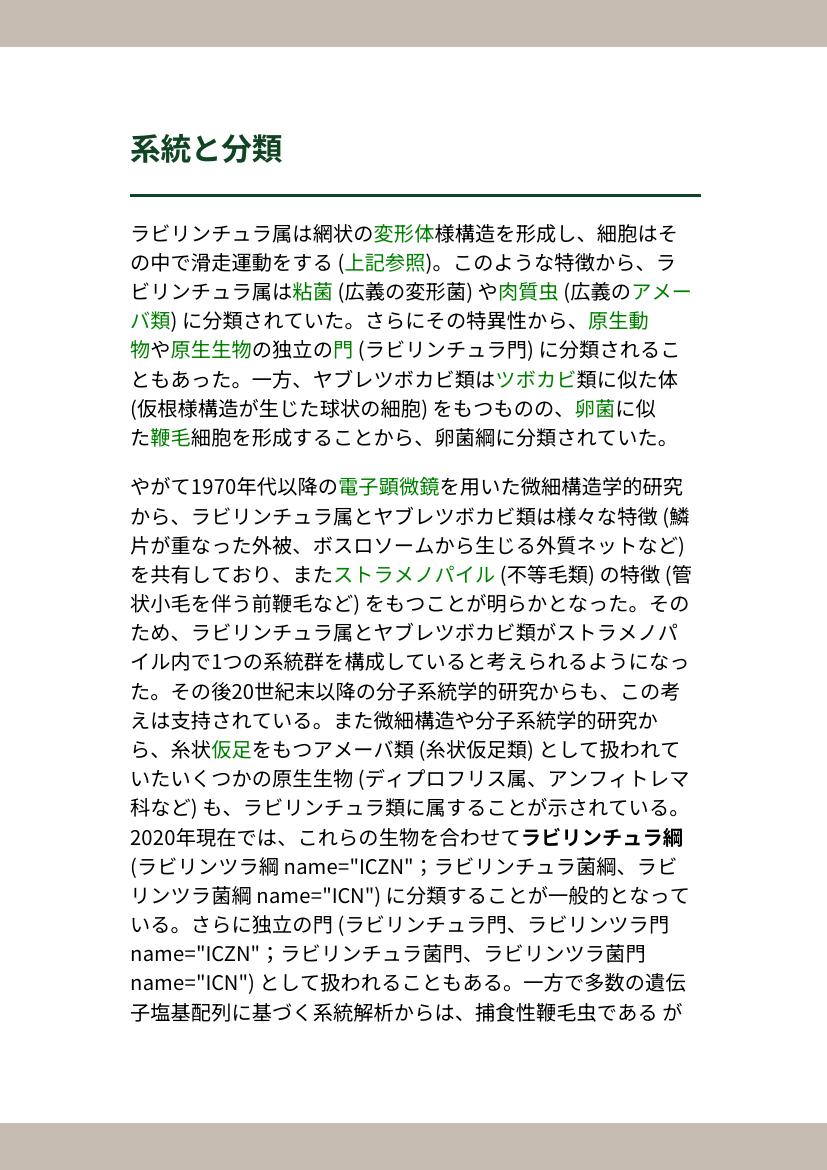 系統と分類
ラビリンチュラ属は網状の変形体様構造を形成し、細胞はそ
の中で滑走運動をする (上記参照)。このような特徴から、ラ
ビリンチュラ属は粘菌 (広義の変形菌) や肉質虫 (広義のアメー
バ類) に分類されていた。さらにその特異性から、原生動
物や原生生物の独立の門 (ラビリンチュラ門) に分類されるこ
ともあった。一方、ヤブレツボカビ類はツボカビ類に似た体
(仮根様構造が生じた球状の細胞) をもつものの、卵菌に似
た鞭毛細胞を形成することから、卵菌綱に分類されていた。
やがて1970年代以降の電子顕微鏡を用いた微細構造学的研究
から、ラビリンチュラ属とヤブレツボカビ類は様々な特徴 (鱗
片が重なった外被、ボスロソームから生じる外質ネットなど)
を共有しており、またストラメノパイル (不等毛類) の特徴 (管
状小毛を伴う前鞭毛など) をもつことが明らかとなった。その
ため、ラビリンチュラ属とヤブレツボカビ類がストラメノパ
イル内で1つの系統群を構成していると考えられるようになっ
た。その後20世紀末以降の分子系統学的研究からも、この考
えは支持されている。また微細構造や分子系統学的研究か
ら、糸状仮足をもつアメーバ類 (糸状仮足類) として扱われて
いたいくつかの原生生物 (ディプロフリス属、アンフィトレマ
科など) も、ラビリンチュラ類に属することが示されている。
2020年現在では、これらの生物を合わせてラビリンチュラ綱
(ラビリンツラ綱 name="ICZN"；ラビリンチュラ菌綱、ラビ
リンツラ菌綱 name="ICN") に分類することが一般的となって
いる。さらに独立の門 (ラビリンチュラ門、ラビリンツラ門
name="ICZN"；ラビリンチュラ菌門、ラビリンツラ菌門
name="ICN") として扱われることもある。一方で多数の遺伝
子塩基配列に基づく系統解析からは、捕食性鞭毛虫である が